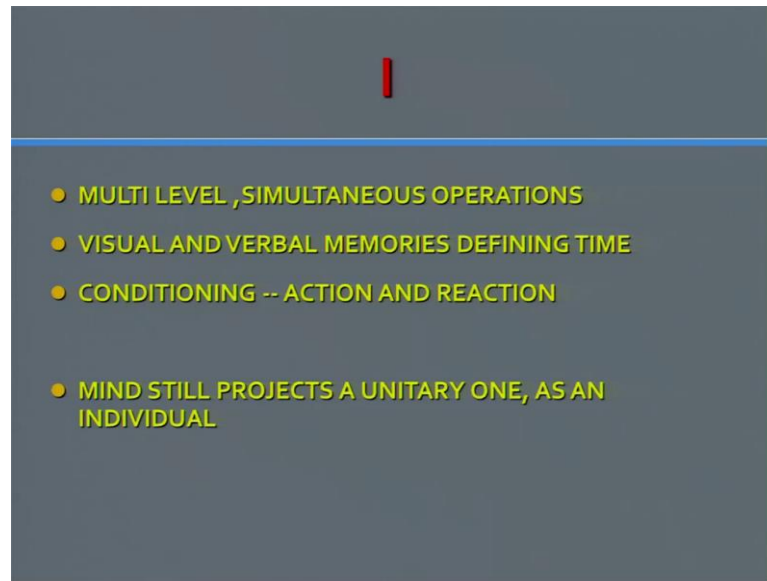 I
MULTI LEVEL ,SIMULTANEOUS OPERATIONS
VISUAL AND VERBAL MEMORIES DEFINING TIME
CONDITIONING -- ACTION AND REACTION
MIND STILL PROJECTS A UNITARY ONE, AS AN
INDIVIDUAL